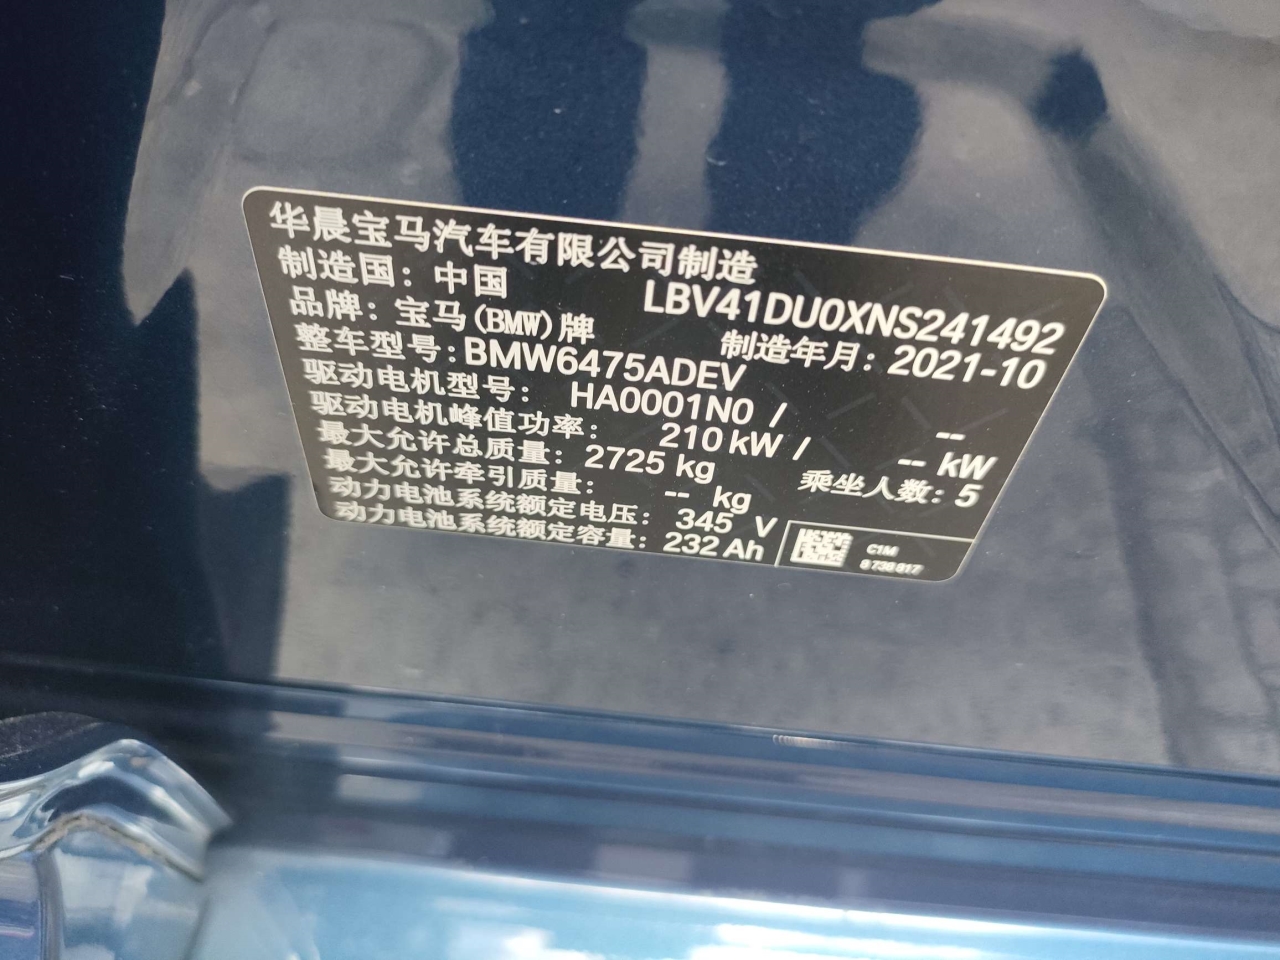 华晨宝马汽车有限公司制造
制造国：中国 LBV41DU0XNS241492
品牌：宝马(BMW)牌 制造年月：2021-10
整车型号：BMW6475ADEV
驱动电机型号： HA0001N0 / --
驱动电机峰值功率： 210 kW / -- kW
最大允许总质量：2725 kg 乘坐人数：5
最大允许牵引质量： -- kg
动力电池系统额定电压： 345 V
动力电池系统额定容量：232 Ah
C1M
8 738 817